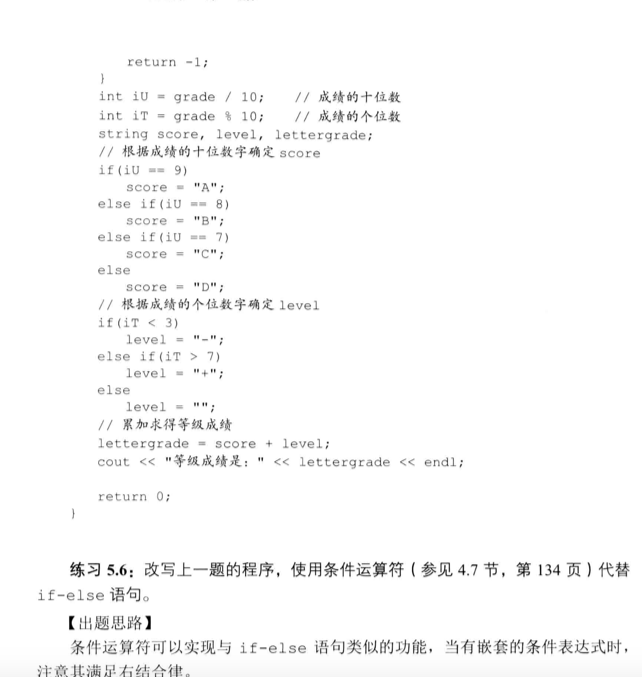 return -1;
}
int iU = grade / 10;    // 成绩的十位数
int iT = grade % 10;    // 成绩的个位数
string score, level, lettergrade;
// 根据成绩的十位数字确定 score
if(iU == 9)
score = "A";
else if(iU == 8)
score = "B";
else if(iU == 7)
score = "C";
else
score = "D";
// 根据成绩的个位数字确定 level
if(iT < 3)
level = "-";
else if(iT > 7)
level = "+";
else
level = "";
// 累加求得等级成绩
lettergrade = score + level;
cout << "等级成绩是：" << lettergrade << endl;
return 0;
}
练习 5.6：改写上一题的程序，使用条件运算符（参见 4.7 节，第 134 页）代替
if-else 语句。
【出题思路】
条件运算符可以实现与 if-else 语句类似的功能，当有嵌套的条件表达式时，
注意其满足右结合律。